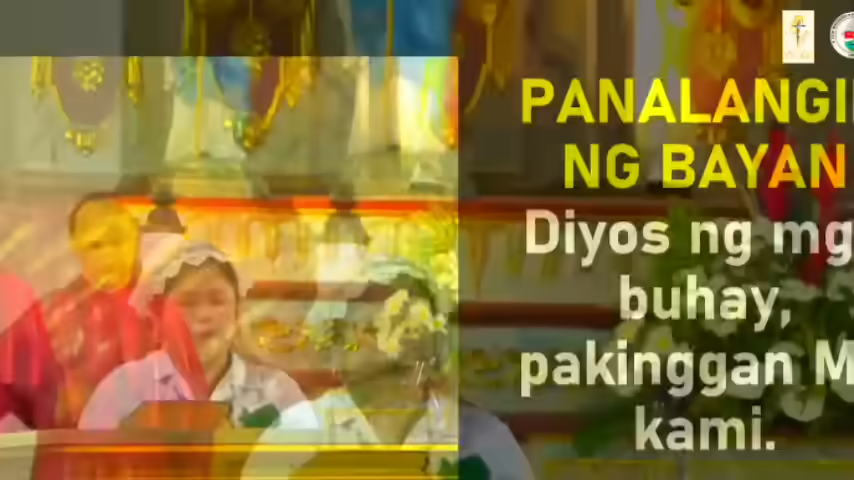 PANALANGI
NG BAYAN
Diyos ng mg
buhay,
pakinggan M
kami.